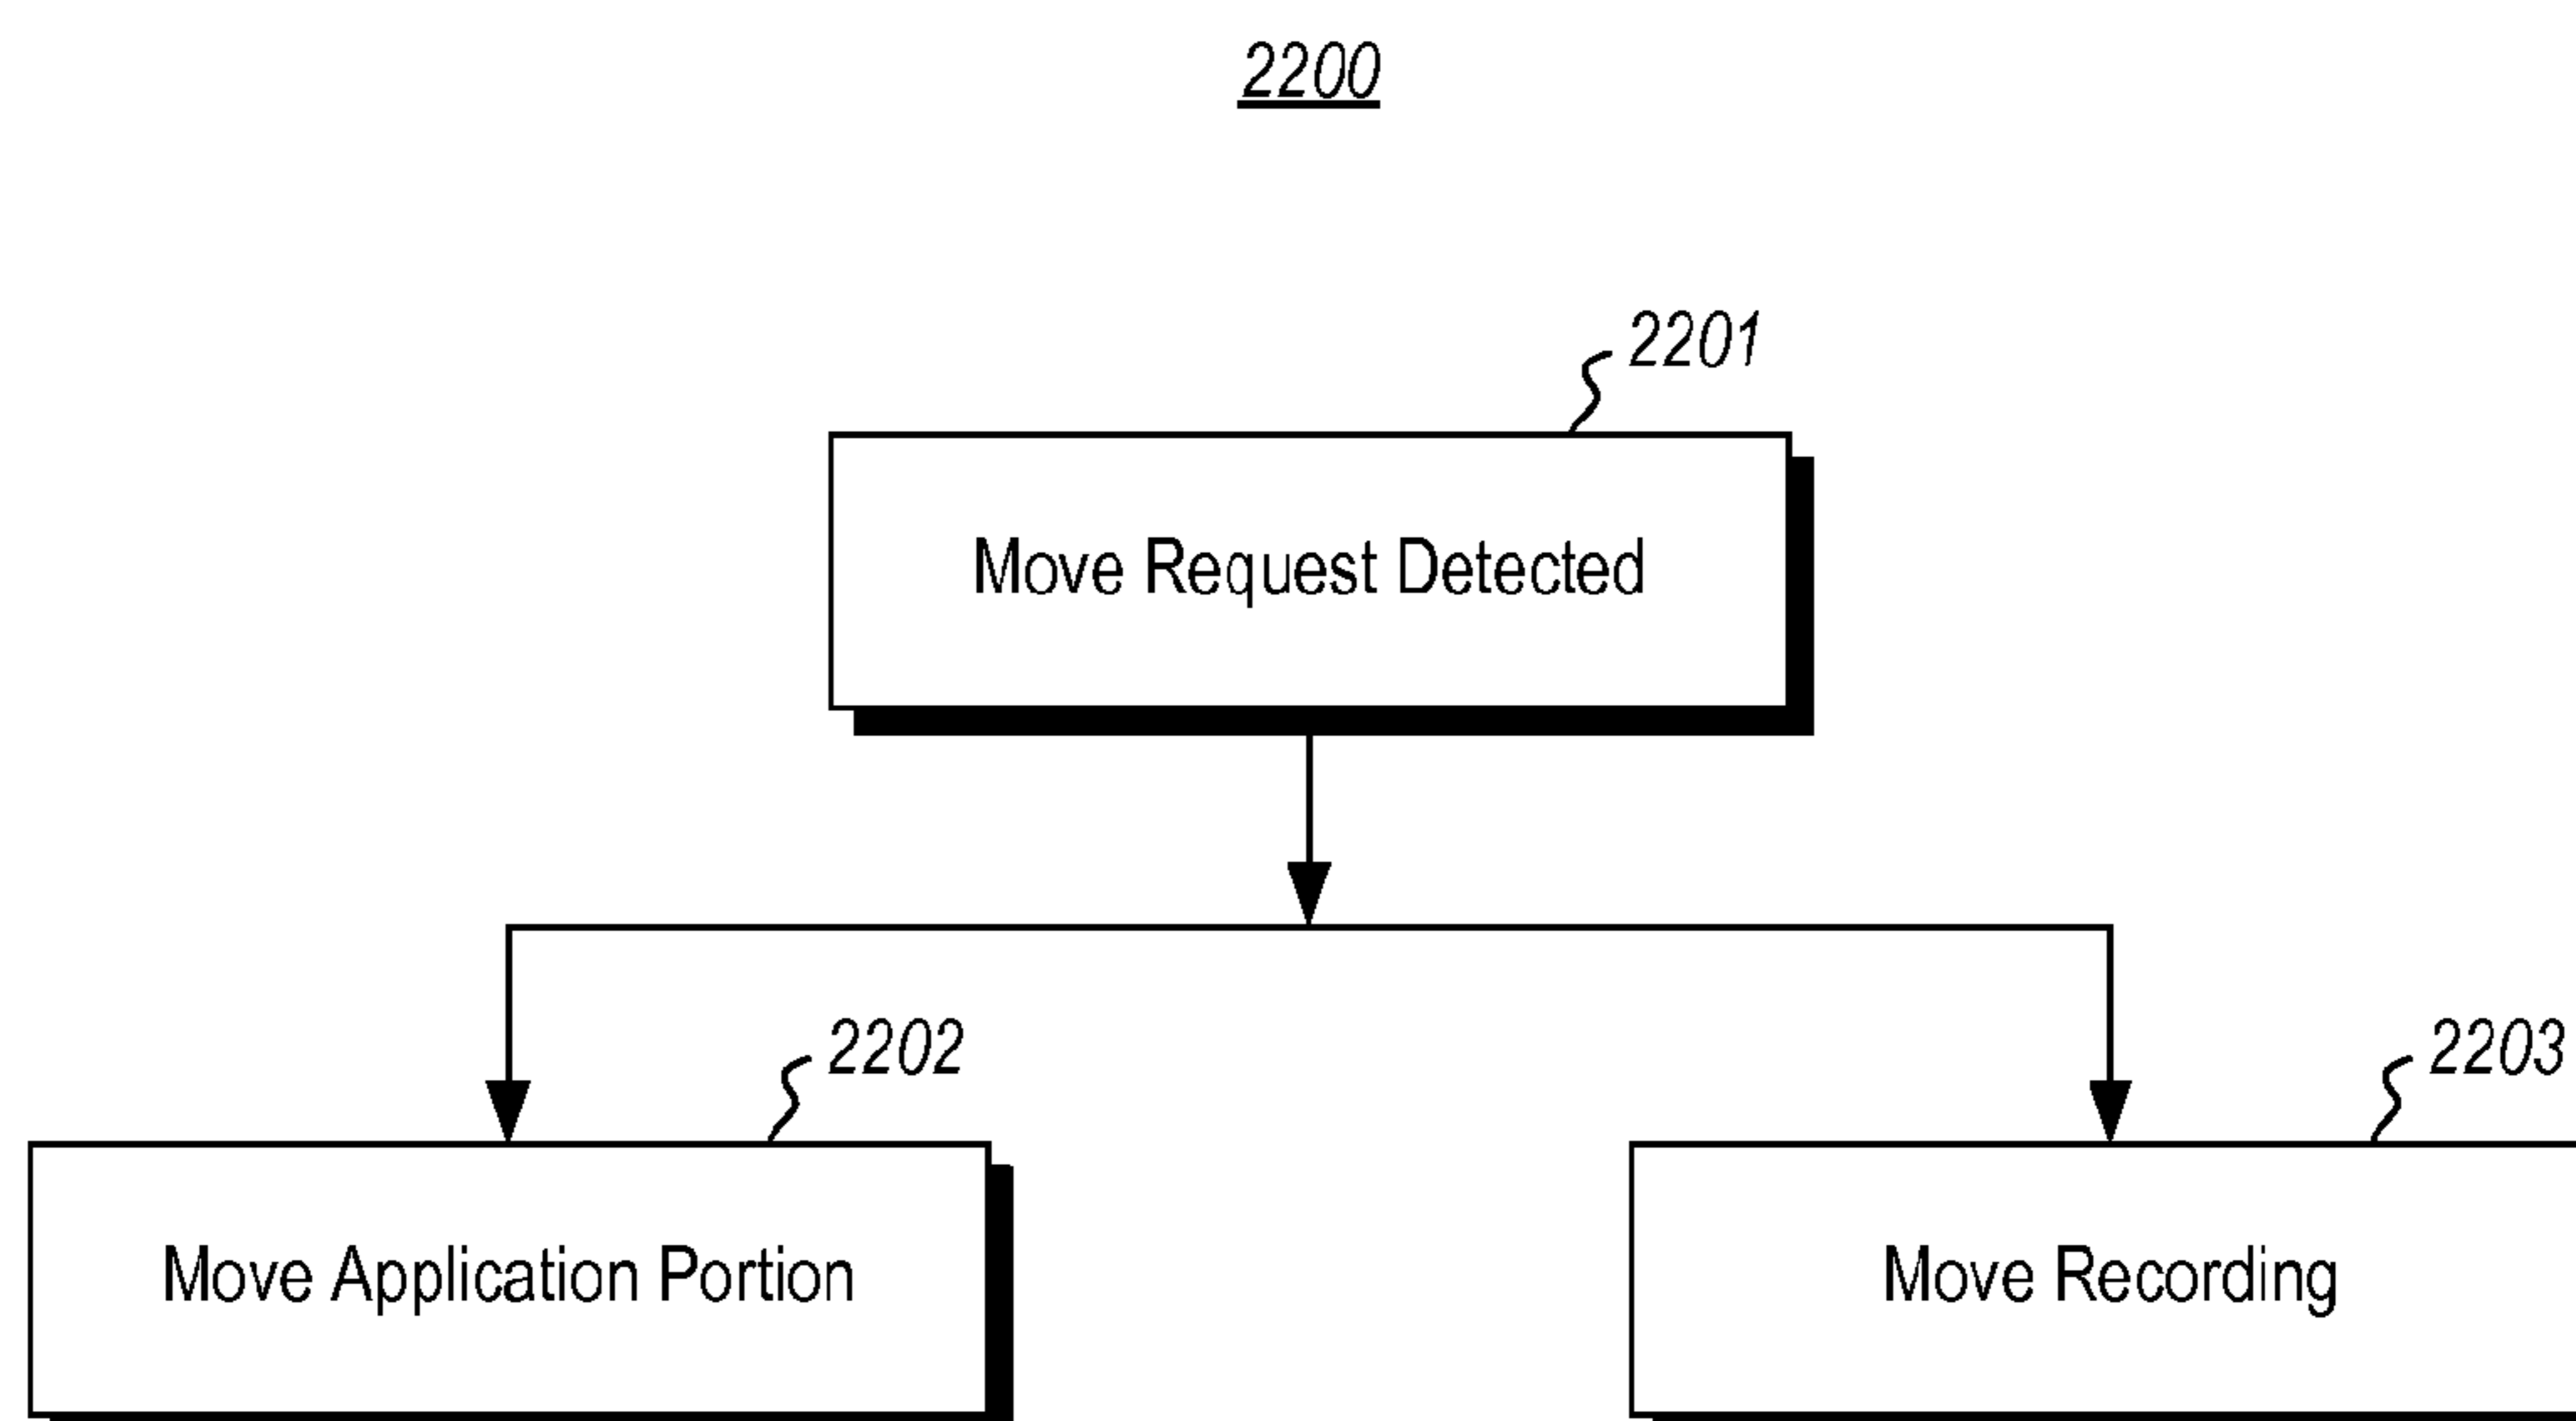 2200
2201
Move Request Detected
2202
2203
Move Application Portion
Move Recording